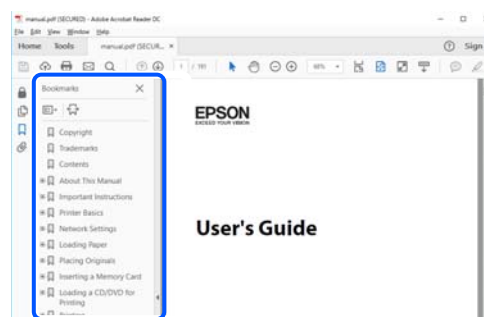 manual.pdf (SECURED) - Adobe Acrobat Reader DC
File Edit View Window Help
Home Tools manual.pdf (SECUR... × Sign
Bookmarks
Copyright
Trademarks
Contents
About This Manual
Important Instructions
Printer Basics
Network Settings
Loading Paper
Placing Originals
Inserting a Memory Card
Loading a CD/DVD for
Printing
EPSON
EXCEED YOUR VISION
User's Guide